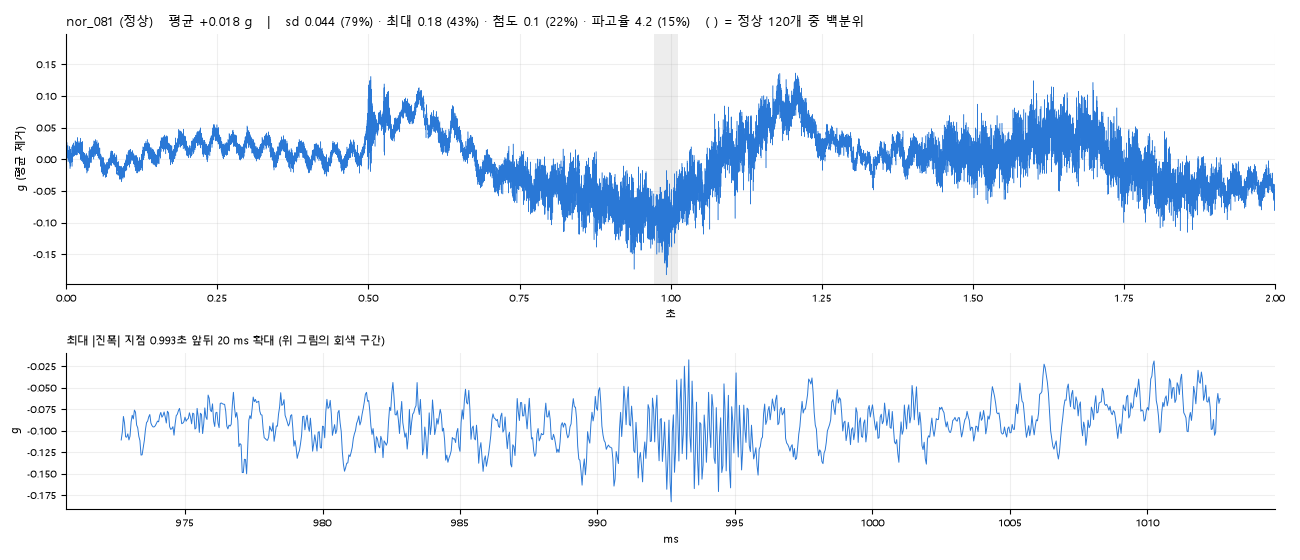 nor_081 (정상) 평균 +0.018 g | sd 0.044 (79%) · 최대 0.18 (43%) · 첨도 0.1 (22%) · 파고율 4.2 (15%) ( ) = 정상 120개 중 백분위
g (평균 제거)
0.15
0.10
0.05
0.00
-0.05
-0.10
-0.15
0.00 0.25 0.50 0.75 1.00 1.25 1.50 1.75 2.00
초
최대 |진폭| 지점 0.993초 앞뒤 20 ms 확대 (위 그림의 회색 구간)
g
-0.025
-0.050
-0.075
-0.100
-0.125
-0.150
-0.175
975 980 985 990 995 1000 1005 1010
ms